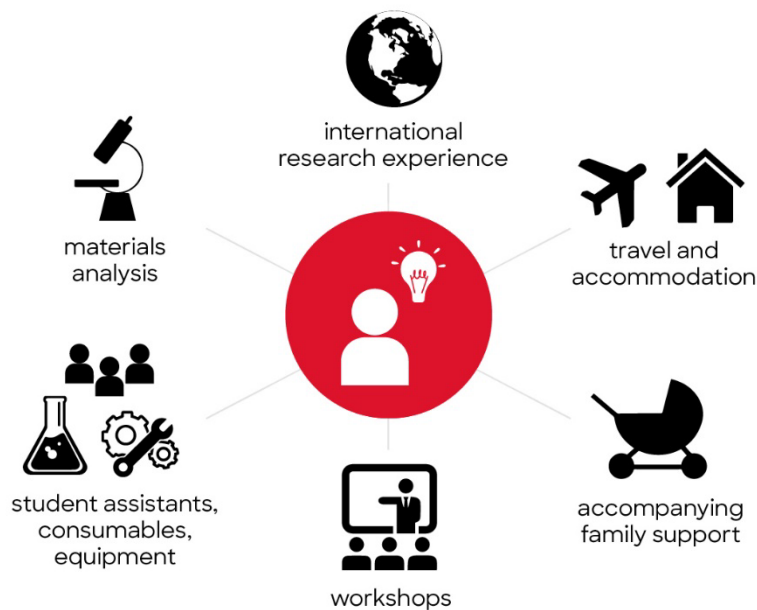 international
research experience
materials
analysis
travel and
accommodation
student assistants,
consumables,
equipment
accompanying
family support
workshops